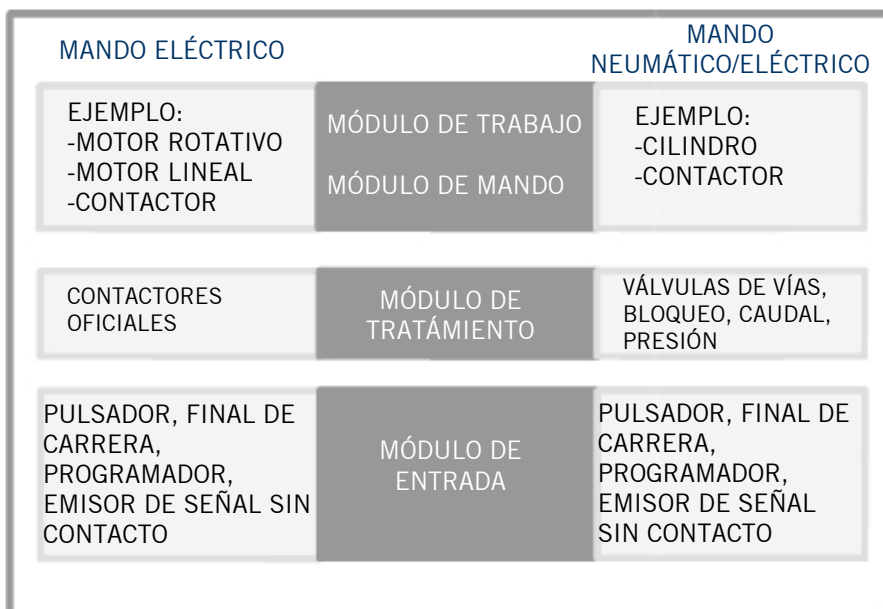 MANDO ELÉCTRICO
MANDO
NEUMÁTICO/ELÉCTRICO
EJEMPLO:
-MOTOR ROTATIVO
-MOTOR LINEAL
-CONTACTOR
MÓDULO DE TRABAJO
MÓDULO DE MANDO
EJEMPLO:
-CILINDRO
-CONTACTOR
CONTACTORES
OFICIALES
MÓDULO DE
TRATÁMÍENTO
VÁLVULAS DE VÍAS,
BLOQUEO, CAUDAL,
PRESIÓN
PULSADOR, FINAL DE
CARRERA,
PROGRAMADOR,
EMISOR DE SEÑAL SIN
CONTACTO
MÓDULO DE
ENTRADA
PULSADOR, FINAL DE
CARRERA,
PROGRAMADOR,
EMISOR DE SEÑAL
SIN CONTACTO